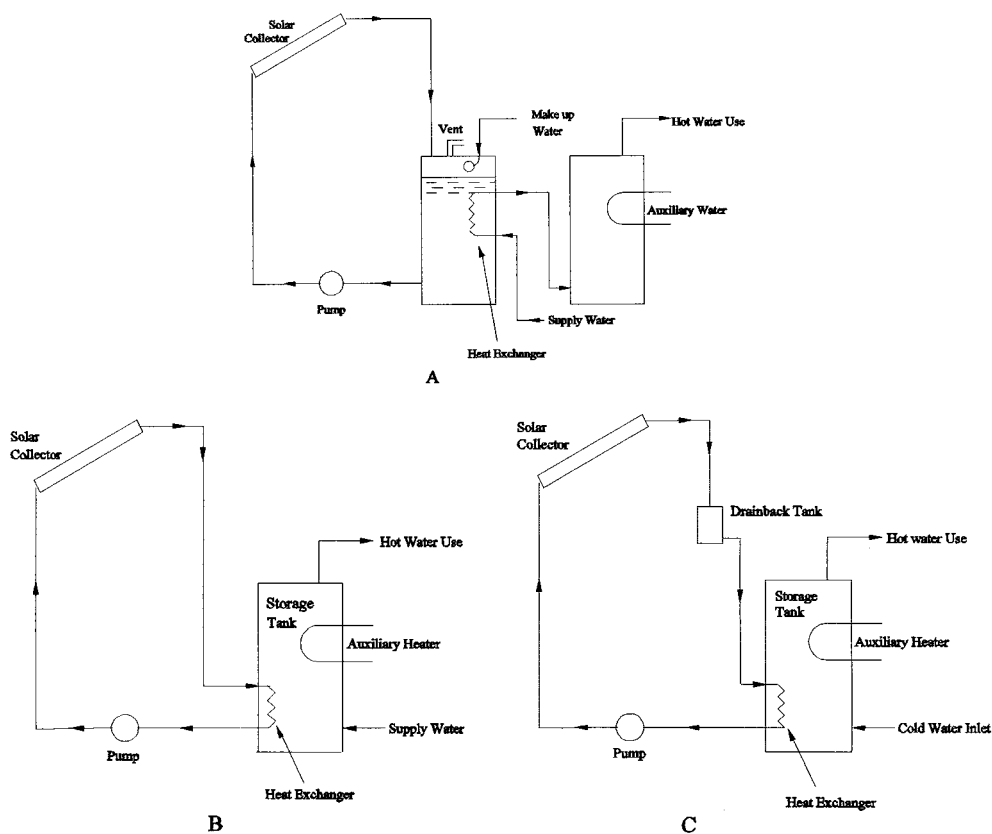 Solar
Collector
Vent
Make up
Water
Hot Water Use
Auxiliary Water
Pump
Supply Water
Heat Exchanger
A
Solar
Collector
Hot Water Use
Storage
Tank
Auxiliary Heater
Supply Water
Pump
Heat Exchanger
B
Solar
Collector
Drainback Tank
Hot water Use
Storage
Tank
Auxiliary Heater
Cold Water Inlet
Pump
Heat Exchanger
C